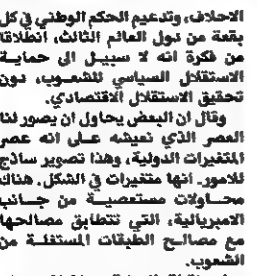 الاحلاف، وتدعيم الحكم الوطني في كل
بقعة من دول العالم الثالث، انطلاقا
من فكرة انه لا سبيل الى حماية
الاستقلال السياسي للشعوب، دون
تحقيق الاستقلال الاقتصادي.
وقال ان البعض يحاول ان يصور لنا
العصر الذي نعيشه على انه عصر
المتغيرات الدولية، وهذا تصوير ساذج
للامور. انها متغيرات في الشكل. هناك
محاولات مستعصية من جانب
الامبريالية، التي تتطابق مصالحها
مع مصالح الطبقات المستغلة من
الشعوب.